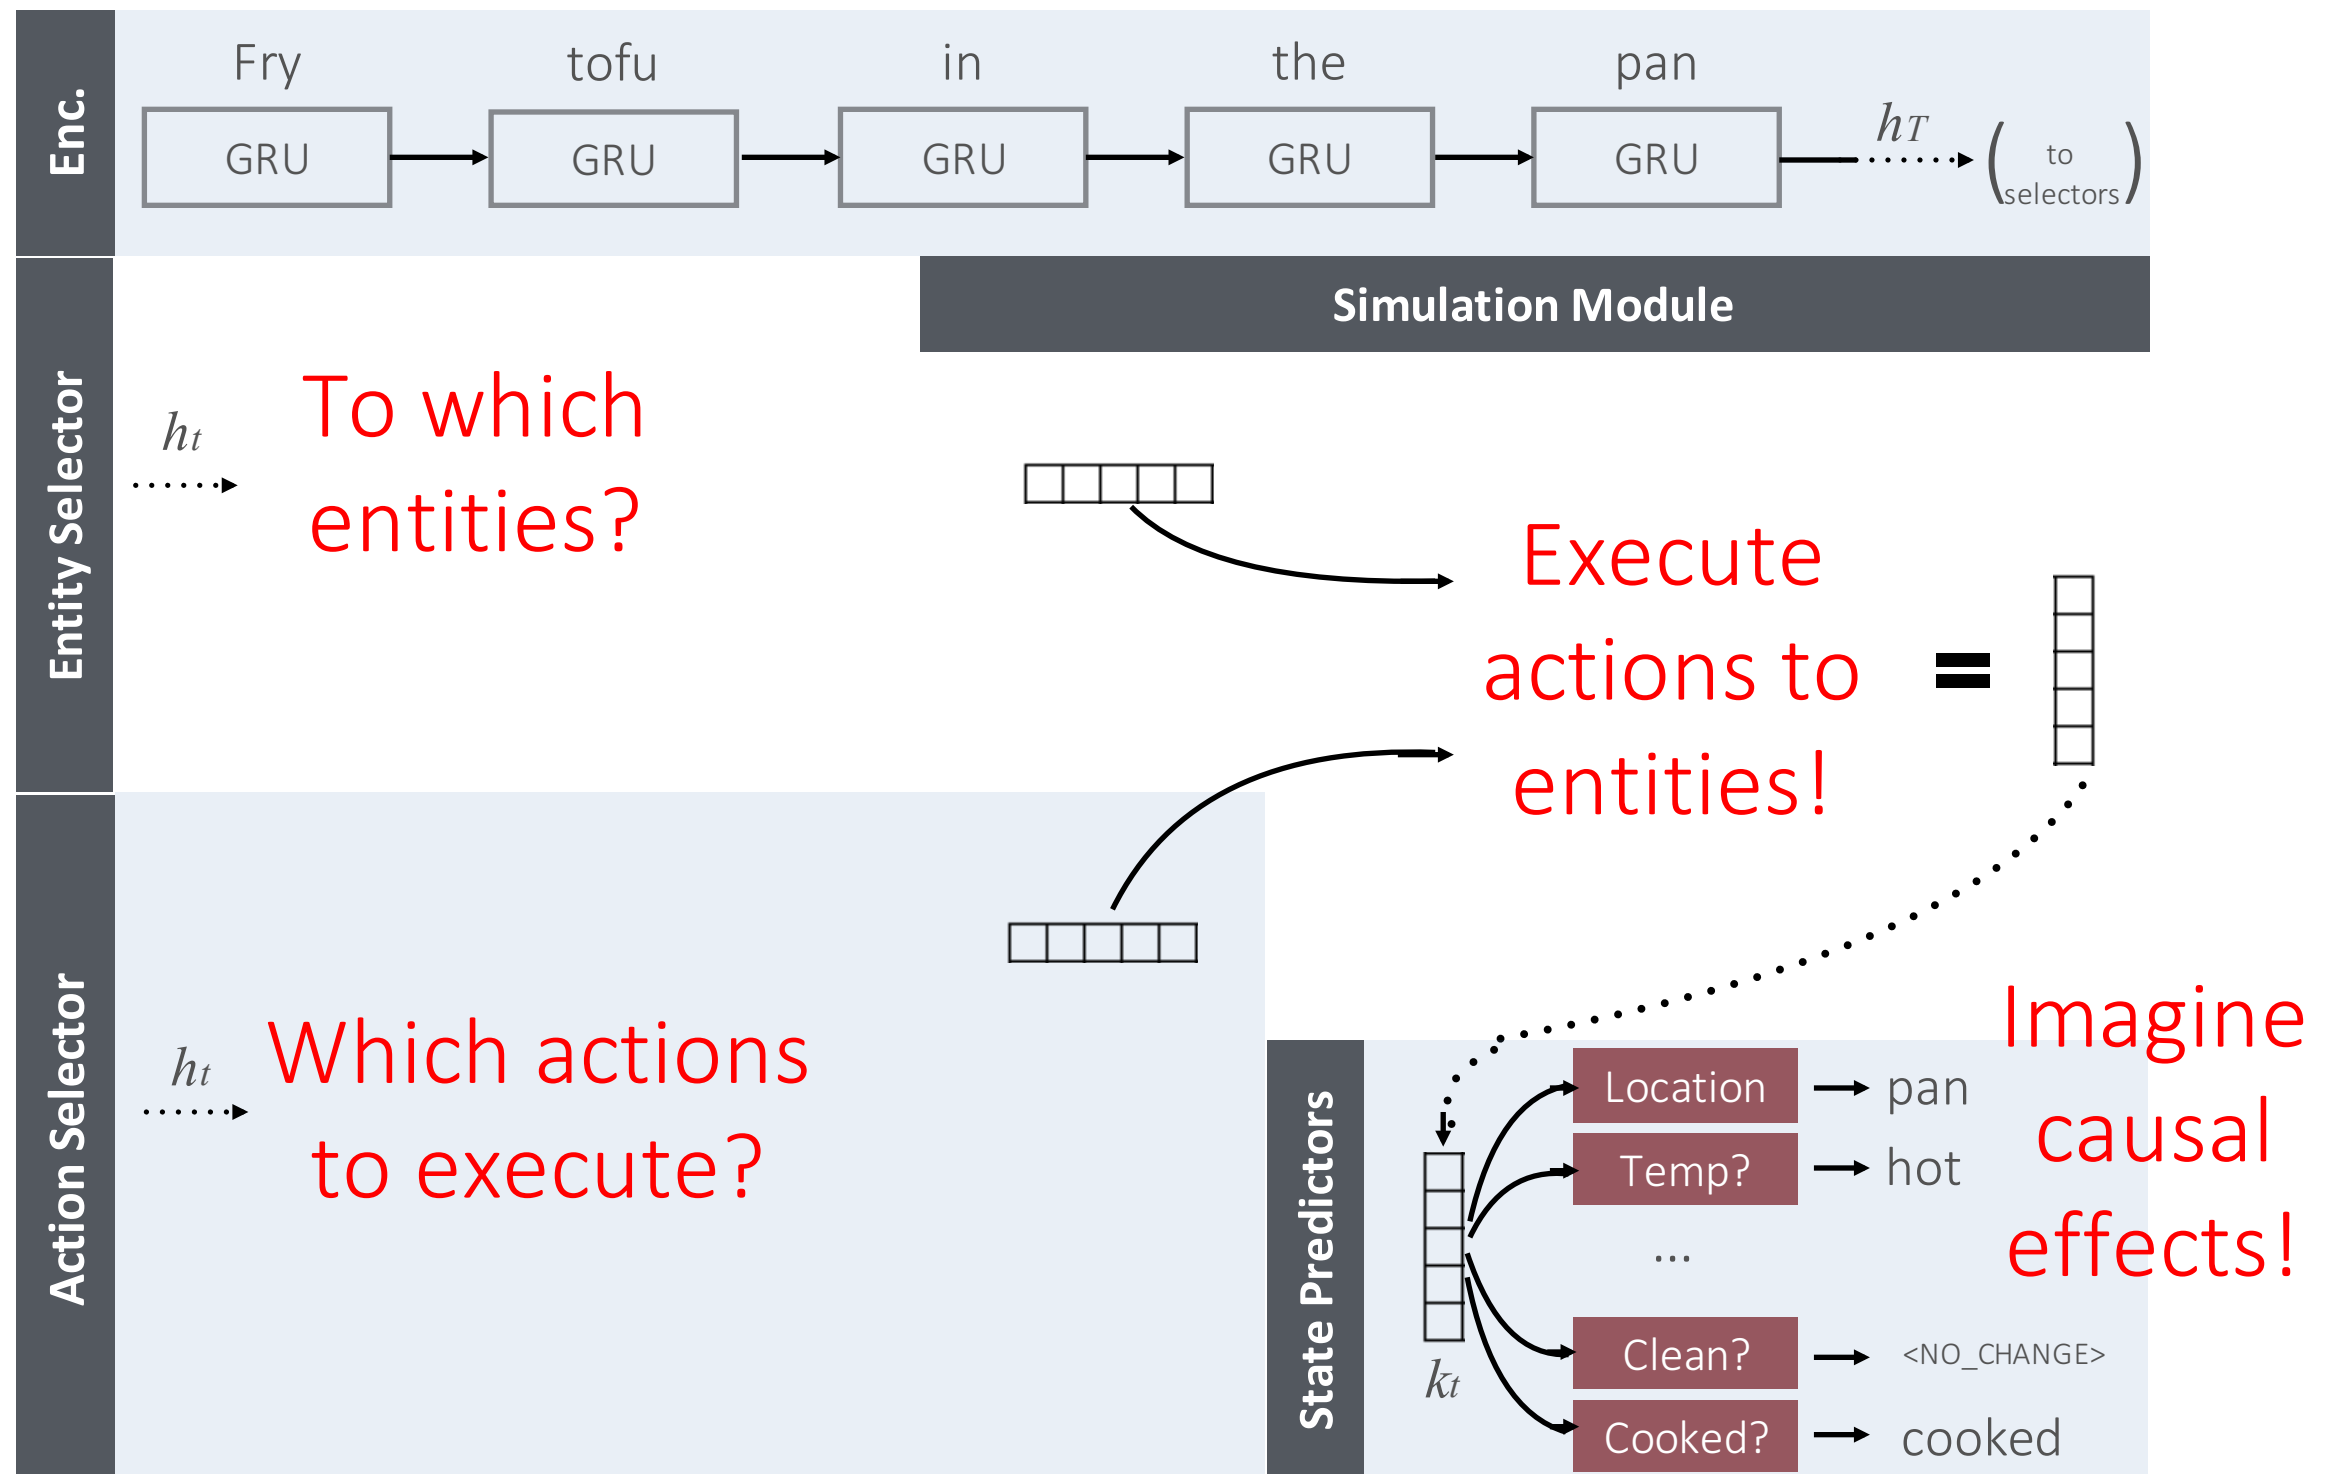 Enc.
Fry tofu in the pan
GRU GRU GRU GRU GRU
hT
( to
selectors )
Simulation Module
Entity Selector
ht
To which
entities?
Execute
actions to
entities!
=
Action Selector
ht
Which actions
to execute?
State Predictors
kt
Location pan
Temp? hot
...
Clean? <NO_CHANGE>
Cooked? cooked
Imagine
causal
effects!